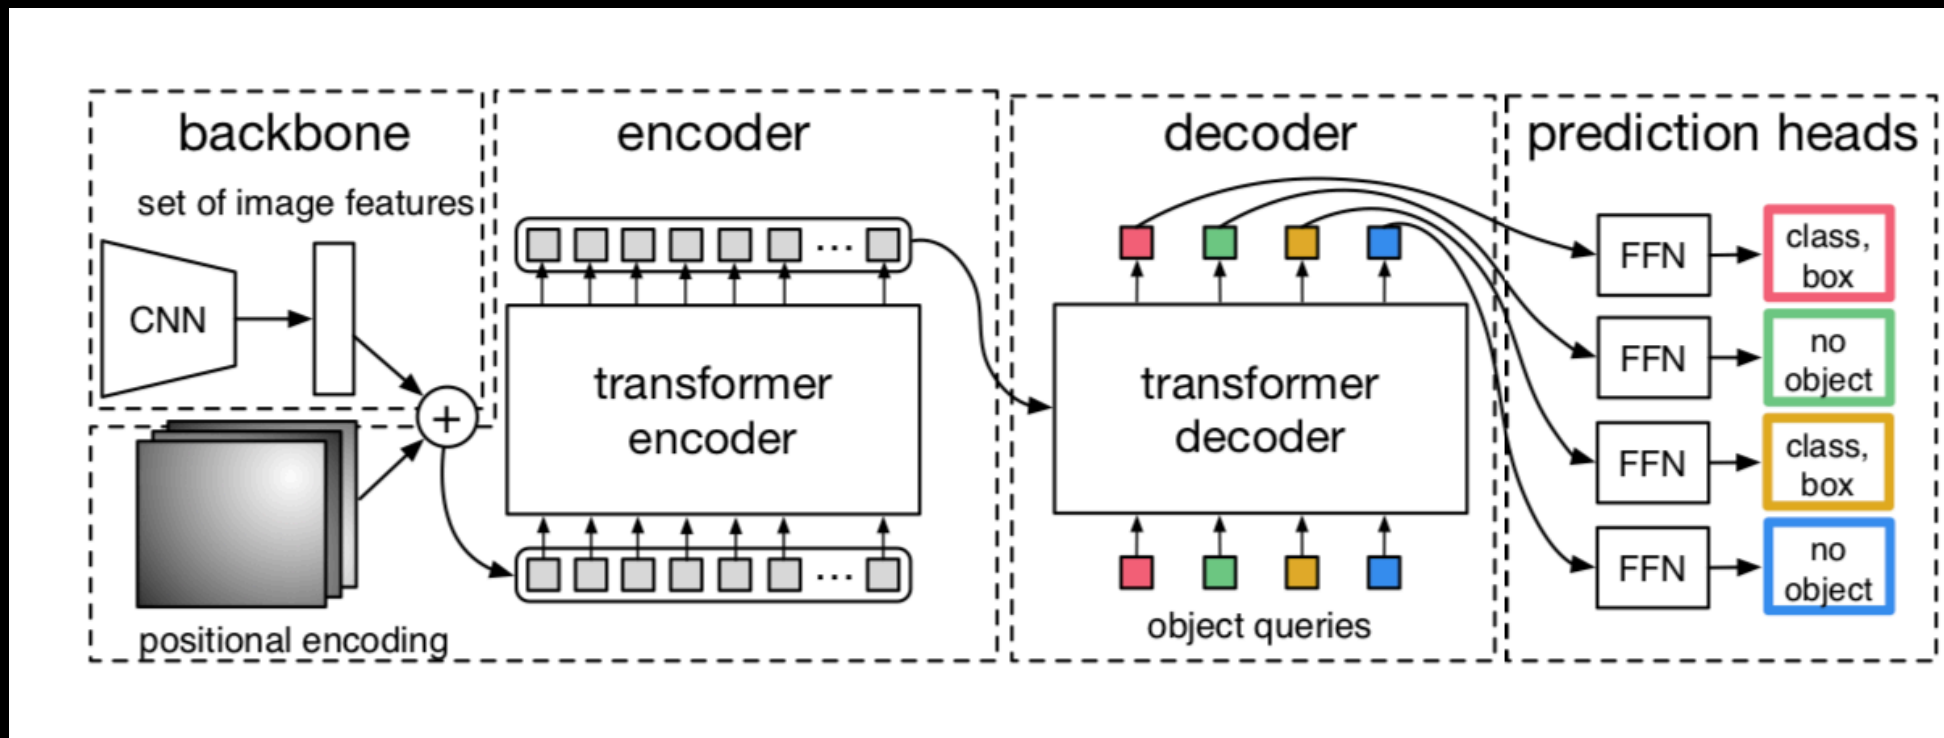 backbone
set of image features
CNN
+
positional encoding
encoder
...
transformer
encoder
...
decoder
transformer
decoder
object queries
prediction heads
FFN
class,
box
FFN
no
object
FFN
class,
box
FFN
no
object